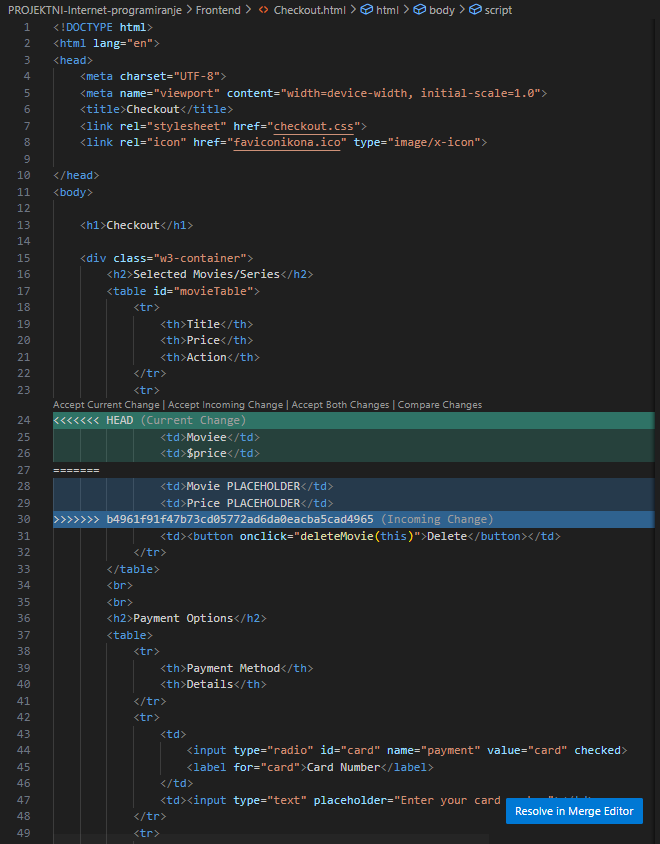 PROJEKTNI-Internet-programiranje > Frontend > <> Checkout.html > html > body > script
1 <!DOCTYPE html>
2 <html lang="en">
3 <head>
4 <meta charset="UTF-8">
5 <meta name="viewport" content="width=device-width, initial-scale=1.0">
6 <title>Checkout</title>
7 <link rel="stylesheet" href="checkout.css">
8 <link rel="icon" href="faviconikona.ico" type="image/x-icon">
9
10 </head>
11 <body>
12
13 <h1>Checkout</h1>
14
15 <div class="w3-container">
16 <h2>Selected Movies/Series</h2>
17 <table id="movieTable">
18 <tr>
19 <th>Title</th>
20 <th>Price</th>
21 <th>Action</th>
22 </tr>
23 <tr>
Accept Current Change | Accept Incoming Change | Accept Both Changes | Compare Changes
24 <<<<<<< HEAD (Current Change)
25 <td>Moviee</td>
26 <td>$price</td>
27 =======
28 <td>Movie PLACEHOLDER</td>
29 <td>Price PLACEHOLDER</td>
30 >>>>>>> b4961f91f47b73cd05772ad6da0eacba5cad4965 (Incoming Change)
31 <td><button onclick="deleteMovie(this)">Delete</button></td>
32 </tr>
33 </table>
34 <br>
35 <br>
36 <h2>Payment Options</h2>
37 <table>
38 <tr>
39 <th>Payment Method</th>
40 <th>Details</th>
41 </tr>
42 <tr>
43 <td>
44 <input type="radio" id="card" name="payment" value="card" checked>
45 <label for="card">Card Number</label>
46 </td>
47 <td><input type="text" placeholder="Enter your card
48 </tr>
49 <tr>
Resolve in Merge Editor